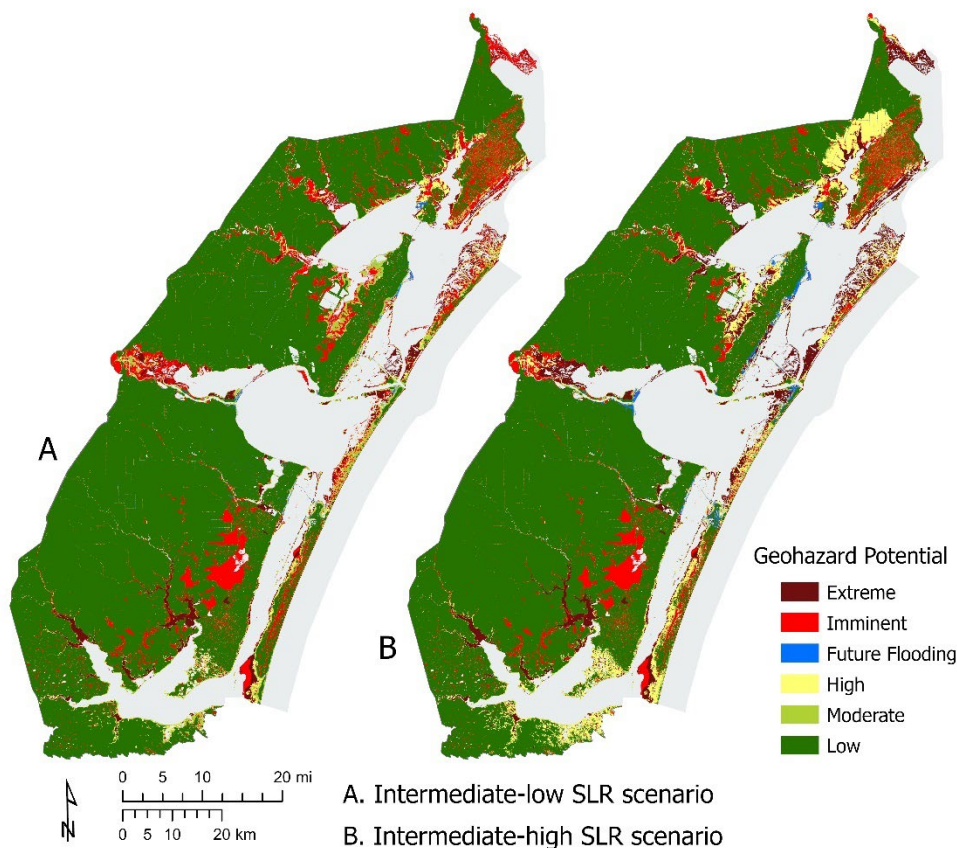 A
B
Geohazard Potential
Extreme
Imminent
Future Flooding
High
Moderate
Low
N
0 5 10 20 mi
0 5 10 20 km
A. Intermediate-low SLR scenario
B. Intermediate-high SLR scenario